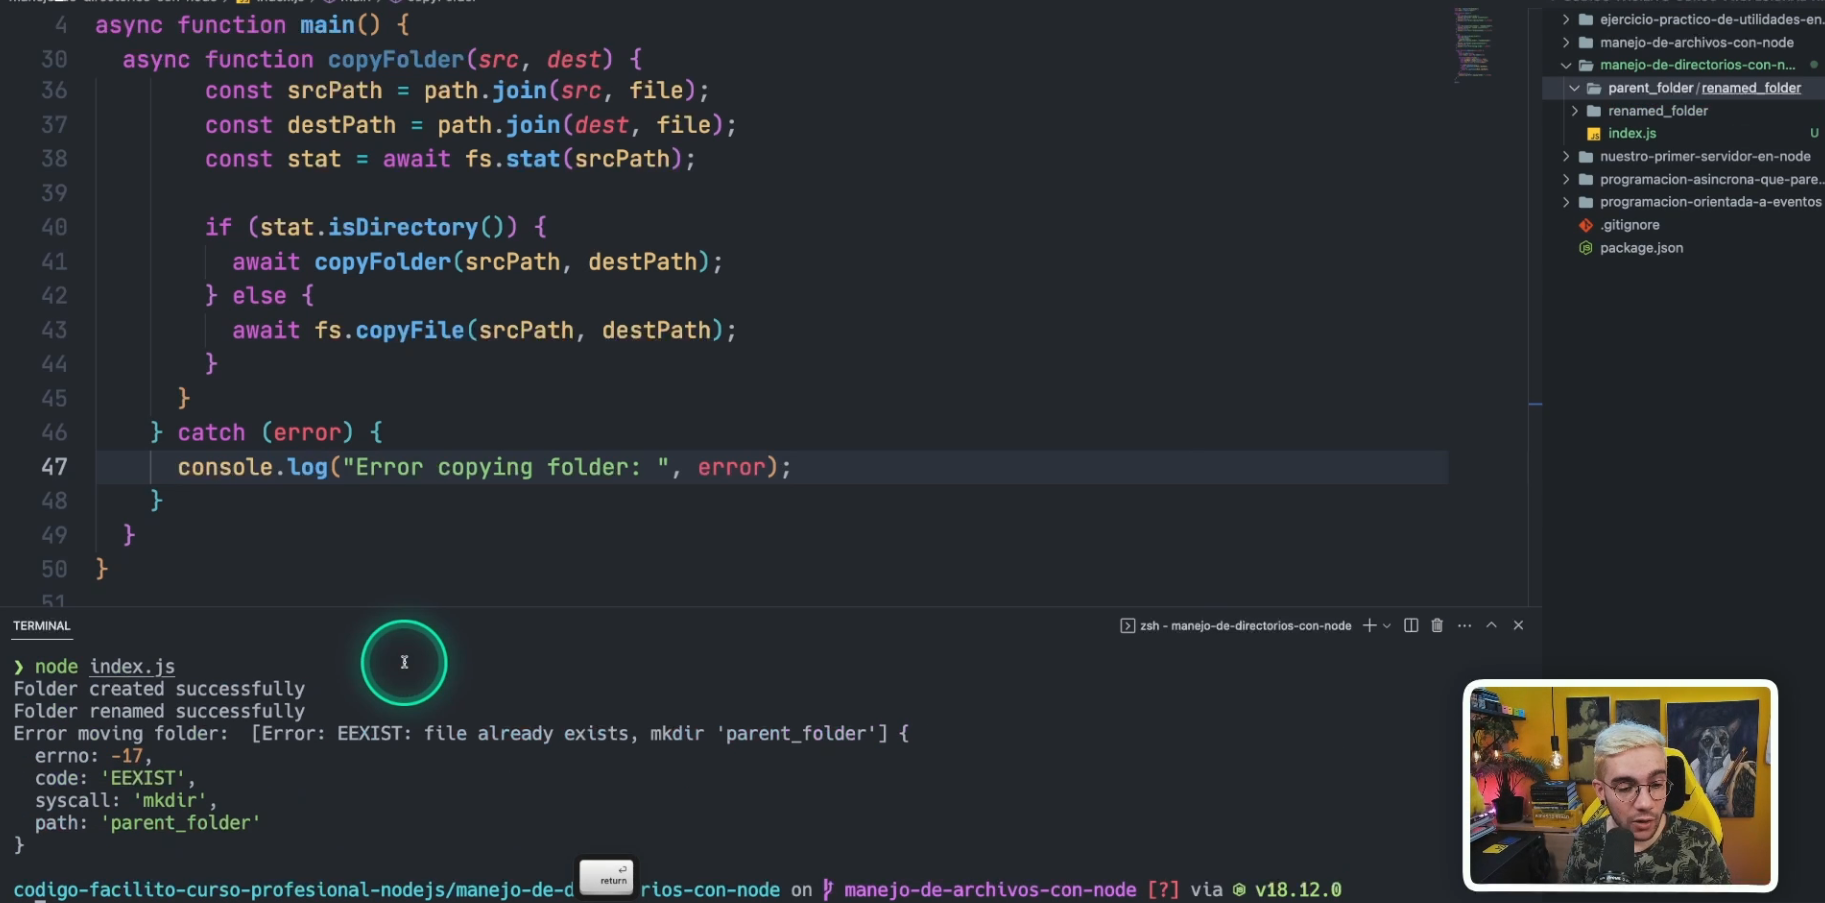 4 async function main() {
30 async function copyFolder(src, dest) {
36 const srcPath = path.join(src, file);
37 const destPath = path.join(dest, file);
38 const stat = await fs.stat(srcPath);
39
40 if (stat.isDirectory()) {
41 await copyFolder(srcPath, destPath);
42 } else {
43 await fs.copyFile(srcPath, destPath);
44 }
45 }
46 } catch (error) {
47 console.log("Error copying folder: ", error);
48 }
49 }
50 }
51
ejercicio-practico-de-utilidades-en...
manejo-de-archivos-con-node
manejo-de-directorios-con-n...
parent_folder/renamed_folder
renamed_folder
JS index.js U
nuestro-primer-servidor-en-node
programacion-asincrona-que-pare...
programacion-orientada-a-eventos
.gitignore
package.json
TERMINAL
zsh - manejo-de-directorios-con-node
❯ node index.js
Folder created successfully
Folder renamed successfully
Error moving folder:  [Error: EEXIST: file already exists, mkdir 'parent_folder'] {
errno: -17,
code: 'EEXIST',
syscall: 'mkdir',
path: 'parent_folder'
}
return
codigo-facilito-curso-profesional-nodejs/manejo-de-d rios-con-node on manejo-de-archivos-con-node [?] via v18.12.0